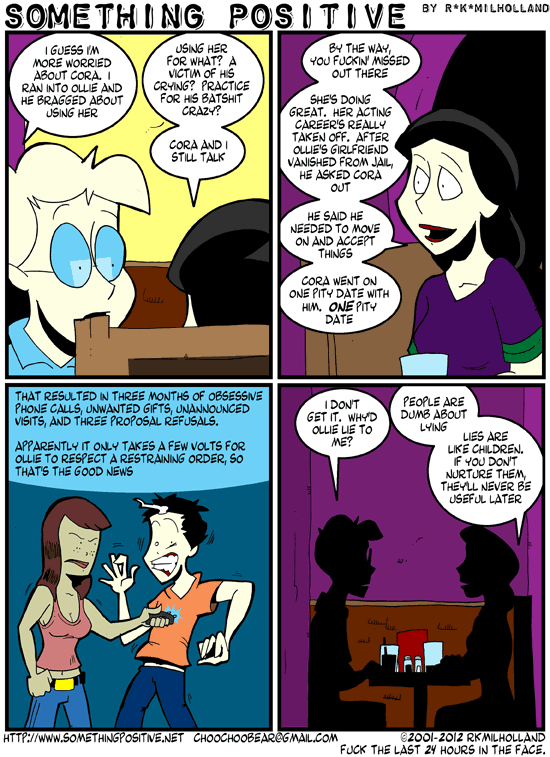 SOMETHING POSITIVE BY R*K*MILHOLLAND
I GUESS I'M
MORE WORRIED
ABOUT CORA. I
RAN INTO OLLIE AND
HE BRAGGED ABOUT
USING HER
USING HER
FOR WHAT? A
VICTIM OF HIS
CRYING? PRACTICE
FOR HIS BATSHIT
CRAZY?
CORA AND I
STILL TALK
BY THE WAY,
YOU FUCKIN' MISSED
OUT THERE
SHE'S DOING
GREAT. HER ACTING
CAREER'S REALLY
TAKEN OFF. AFTER
OLLIE'S GIRLFRIEND
VANISHED FROM JAIL,
HE ASKED CORA
OUT
HE SAID HE
NEEDED TO MOVE
ON AND ACCEPT
THINGS
CORA WENT ON
ONE PITY DATE WITH
HIM. ONE PITY
DATE
THAT RESULTED IN THREE MONTHS OF OBSESSIVE
PHONE CALLS, UNWANTED GIFTS, UNANNOUNCED
VISITS, AND THREE PROPOSAL REFUSALS.
APPARENTLY IT ONLY TAKES A FEW VOLTS FOR
OLLIE TO RESPECT A RESTRAINING ORDER, SO
THAT'S THE GOOD NEWS
I DON'T
GET IT. WHY'D
OLLIE LIE TO
ME?
PEOPLE ARE
DUMB ABOUT
LYING
LIES ARE
LIKE CHILDREN.
IF YOU DON'T
NURTURE THEM,
THEY'LL NEVER BE
USEFUL LATER
HTTP://WWW.SOMETHINGPOSITIVE.NET CHOOCHOOBEAR@GMAIL.COM ©2001-2012 RKMILHOLLAND
FUCK THE LAST 24 HOURS IN THE FACE.